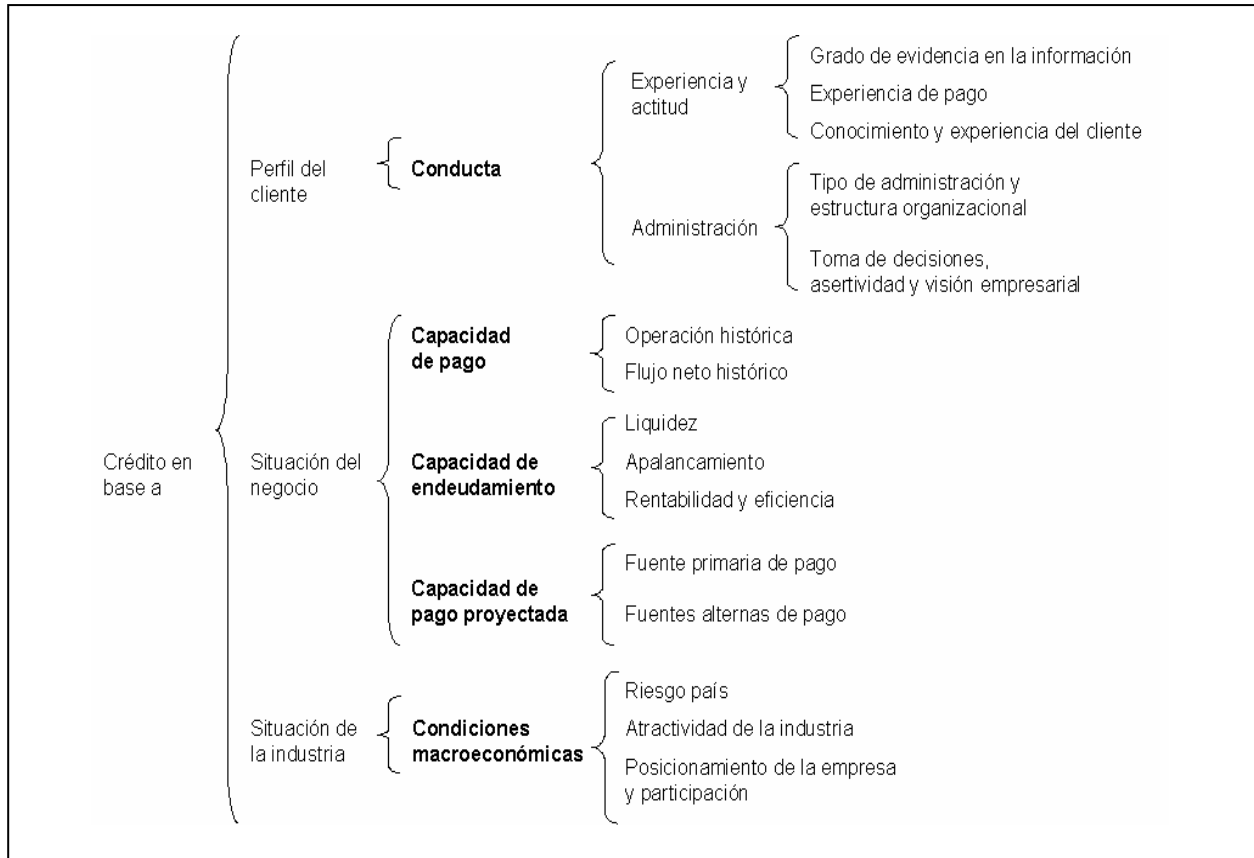 Crédito en
base a
Perfil del
cliente
Conducta
Experiencia y
actitud
Grado de evidencia en la información
Experiencia de pago
Conocimiento y experiencia del cliente
Administración
Tipo de administración y
estructura organizacional
Toma de decisiones,
asertividad y visión empresarial
Situación del
negocio
Capacidad
de pago
Operación histórica
Flujo neto histórico
Capacidad de
endeudamiento
Liquidez
Apalancamiento
Rentabilidad y eficiencia
Capacidad de
pago proyectada
Fuente primaria de pago
Fuentes alternas de pago
Situación de
la industria
Condiciones
macroeconómicas
Riesgo país
Atractividad de la industria
Posicionamiento de la empresa
y participación